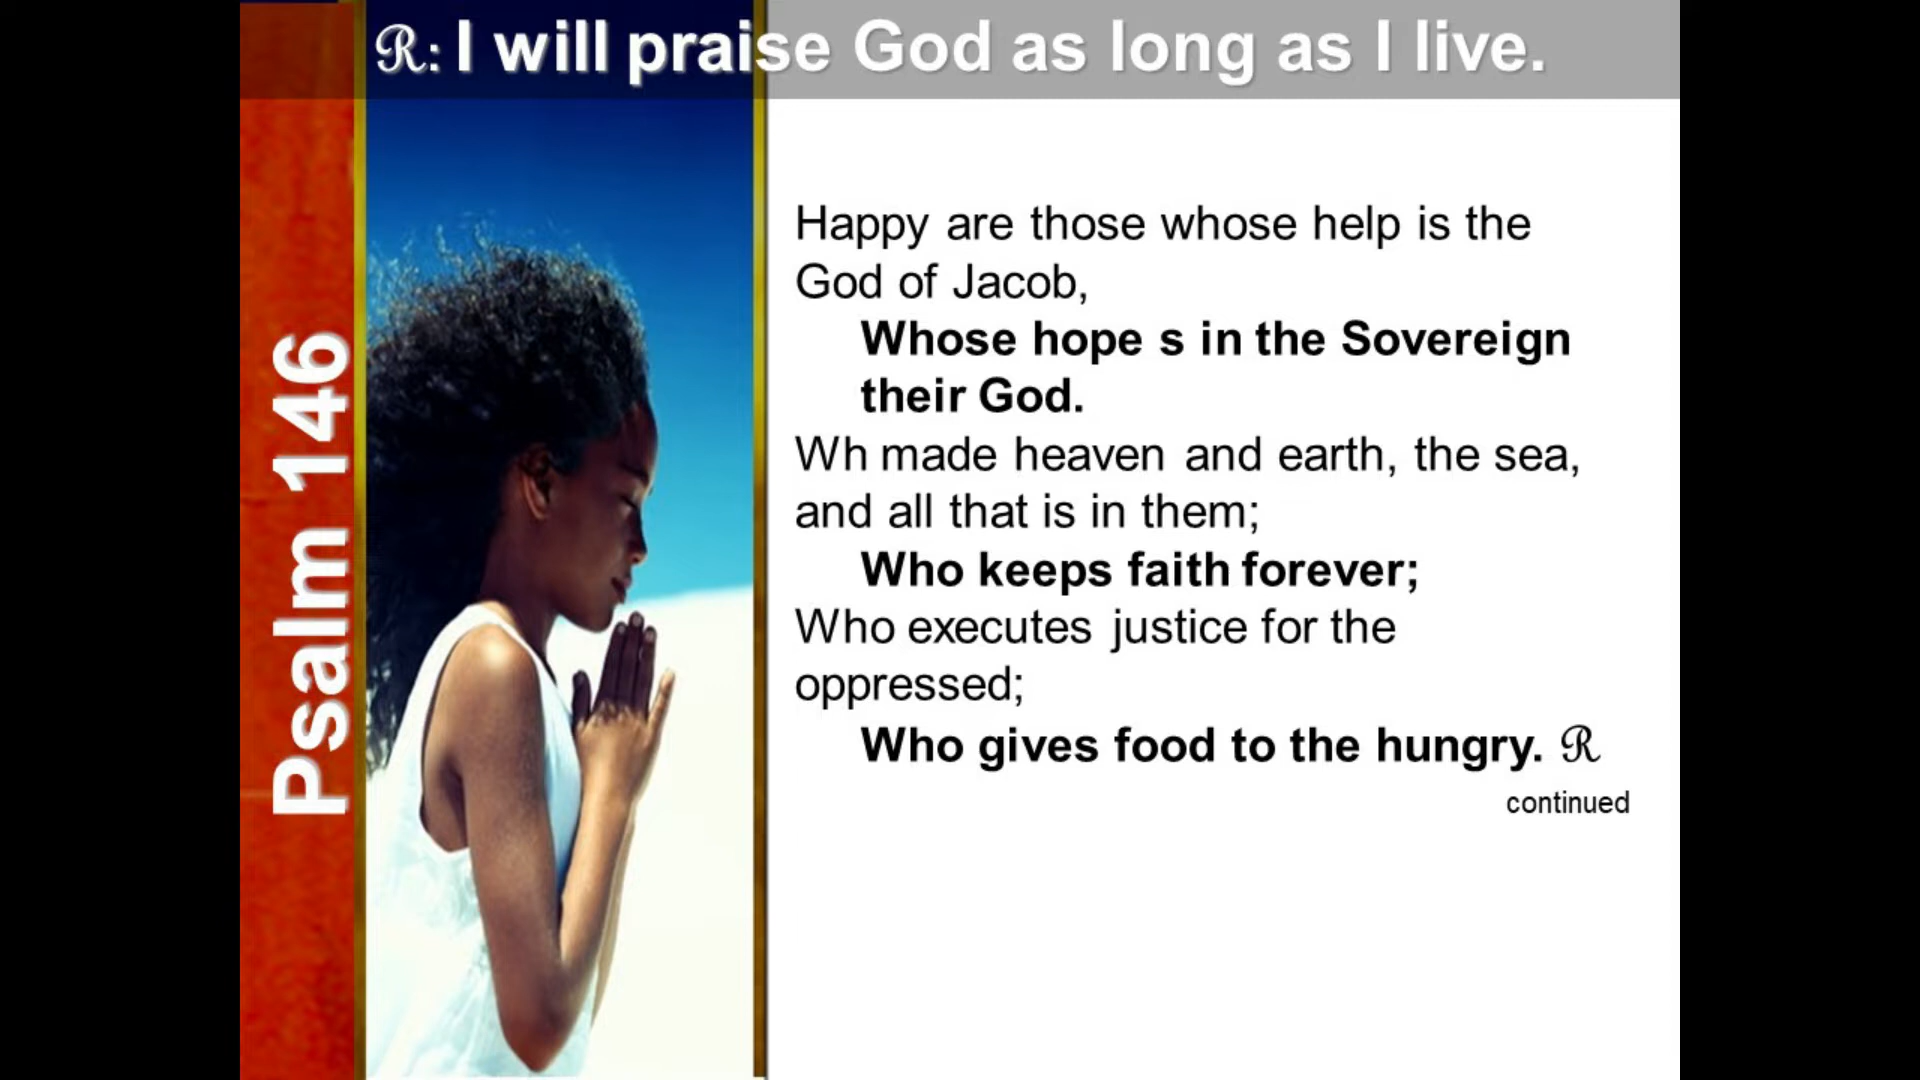 ℛ: I will praise God as long as I live.
Psalm 146
Happy are those whose help is the
God of Jacob,
Whose hope s in the Sovereign
their God.
Wh made heaven and earth, the sea,
and all that is in them;
Who keeps faith forever;
Who executes justice for the
oppressed;
Who gives food to the hungry. ℛ
continued